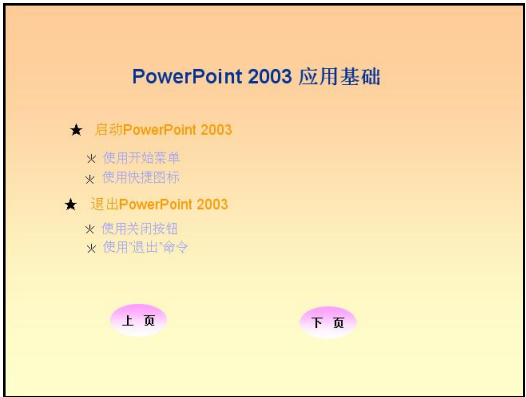 PowerPoint 2003 应用基础
★ 启动PowerPoint 2003
使用开始菜单
使用快捷图标
★ 退出PowerPoint 2003
使用关闭按钮
使用"退出"命令
上 页
下 页